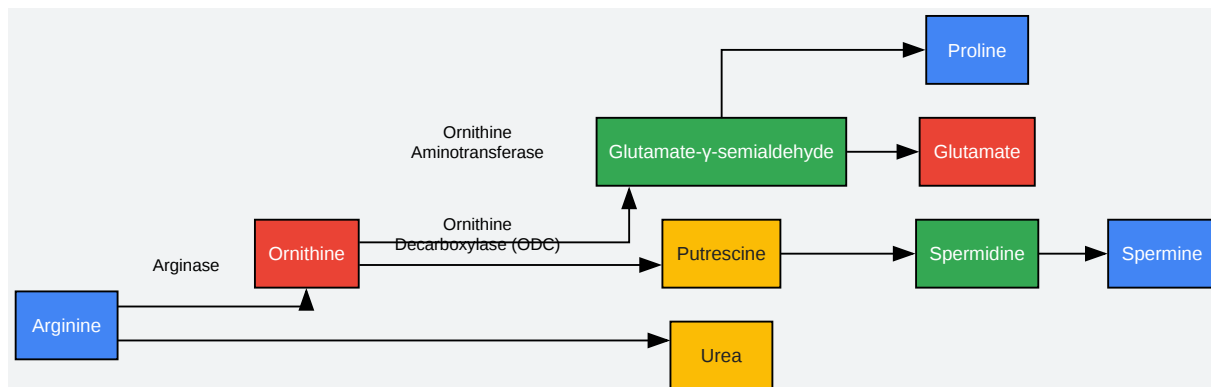 Proline
Ornithine
Aminotransferase
Glutamate-γ-semialdehyde
Glutamate
Ornithine
Decarboxylase (ODC)
Ornithine
Putrescine
Spermidine
Spermine
Arginase
Arginine
Urea